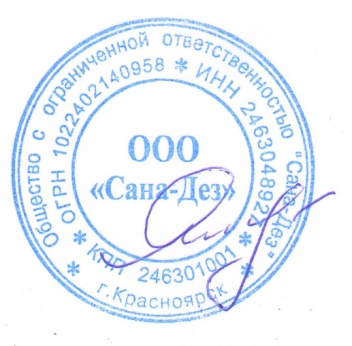 Общество с ограниченной ответственностью "Сана-Дез"
* г.Красноярск *
* ОГРН 1022402140958 * ИНН 2463048927
* КПП 246301001 *
ООО
«Сана-Дез»